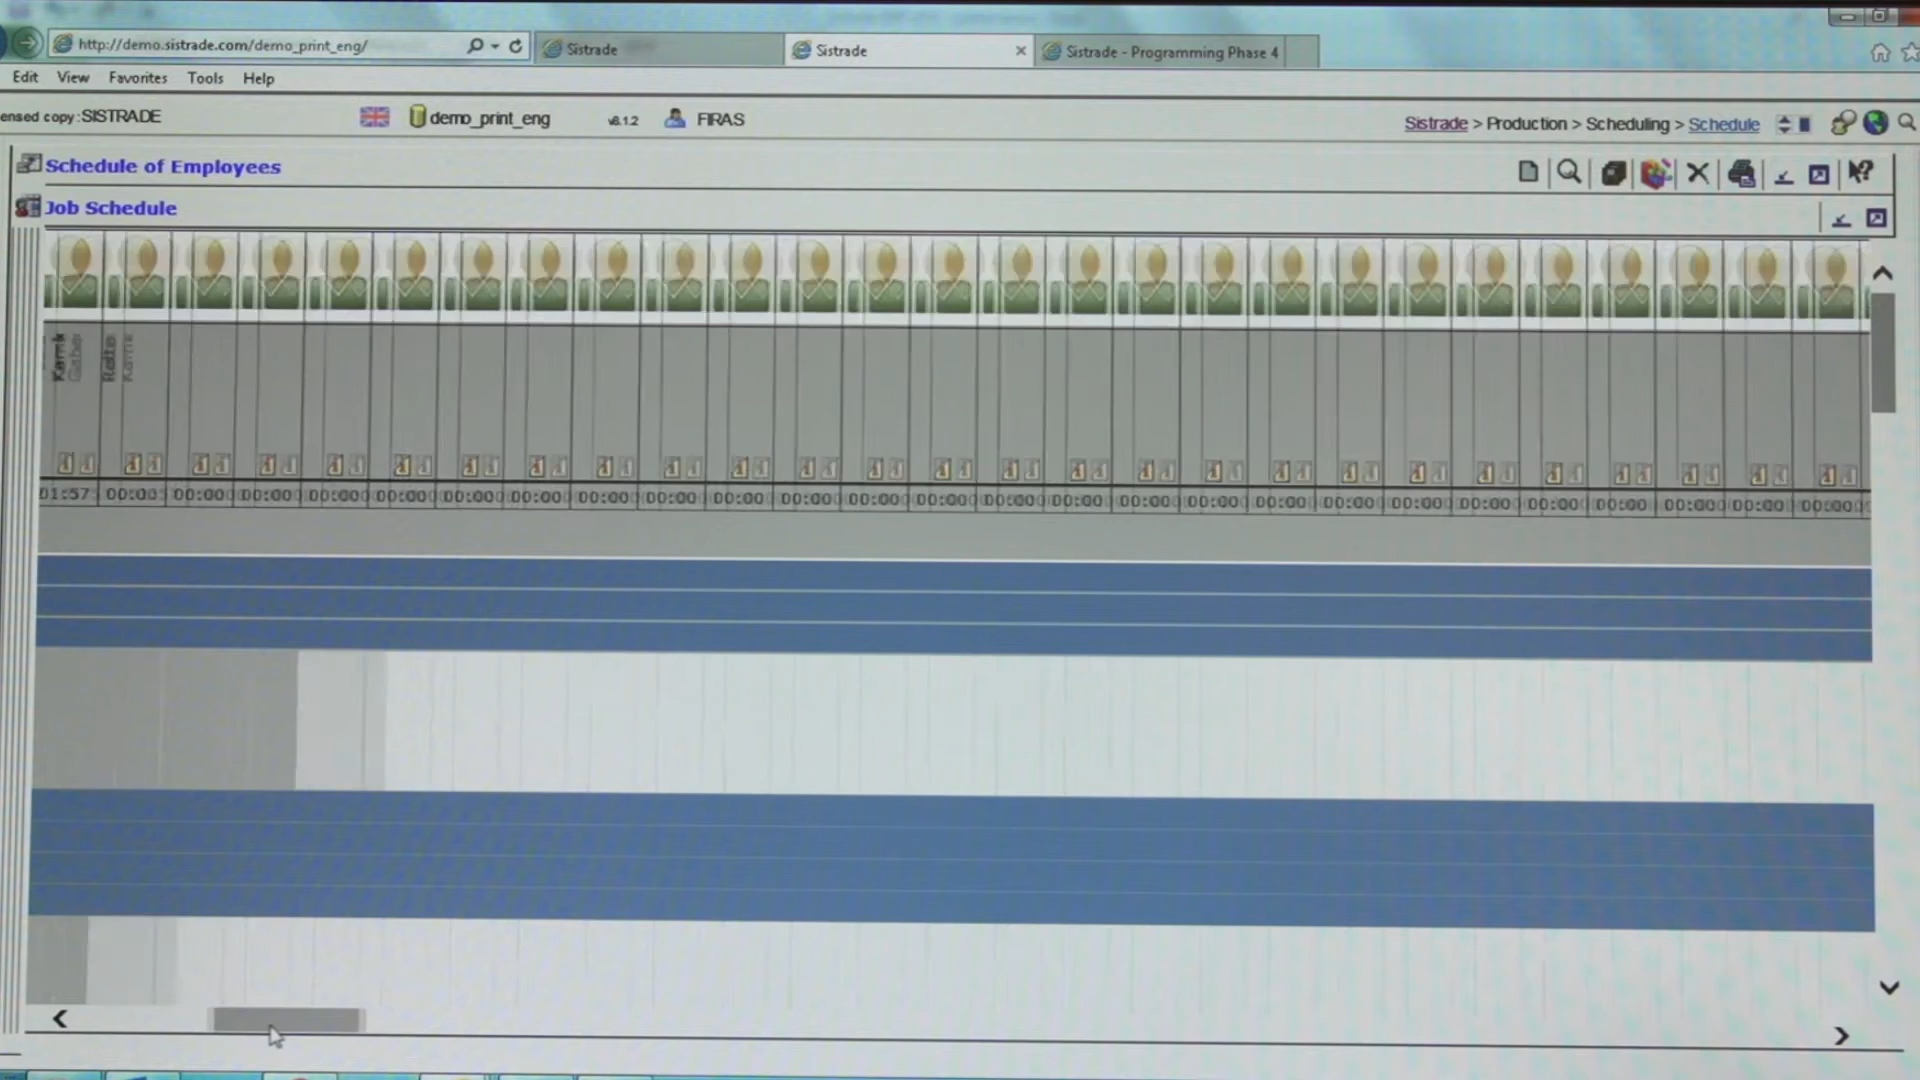 http://demo.sistrade.com/demo_print_eng/
Sistrade
Sistrade
Sistrade - Programming Phase 4
Edit View Favorites Tools Help
ensed copy:SISTRADE
demo_print_eng
v8.1.2
FIRAS
Sistrade > Production > Scheduling > Schedule
Schedule of Employees
Job Schedule
01:57 00:00 00:00 00:00 00:00 00:00 00:00 00:00 00:00 00:00 00:00 00:00 00:00 00:00 00:00 00:00 00:00 00:00 00:00 00:00 00:00 00:00 00:00 00:00 00:00 00:00 00:00